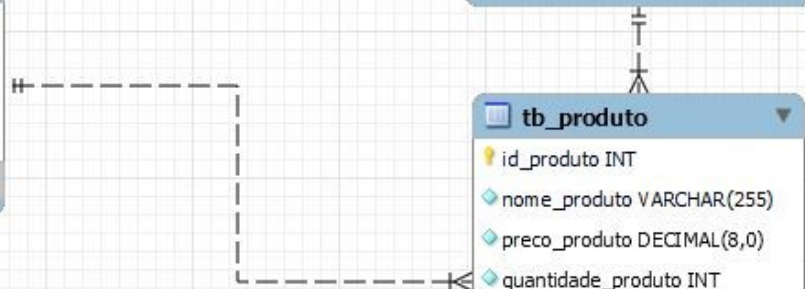 tb_produto
id_produto INT
nome_produto VARCHAR(255)
preco_produto DECIMAL(8,0)
quantidade_produto INT